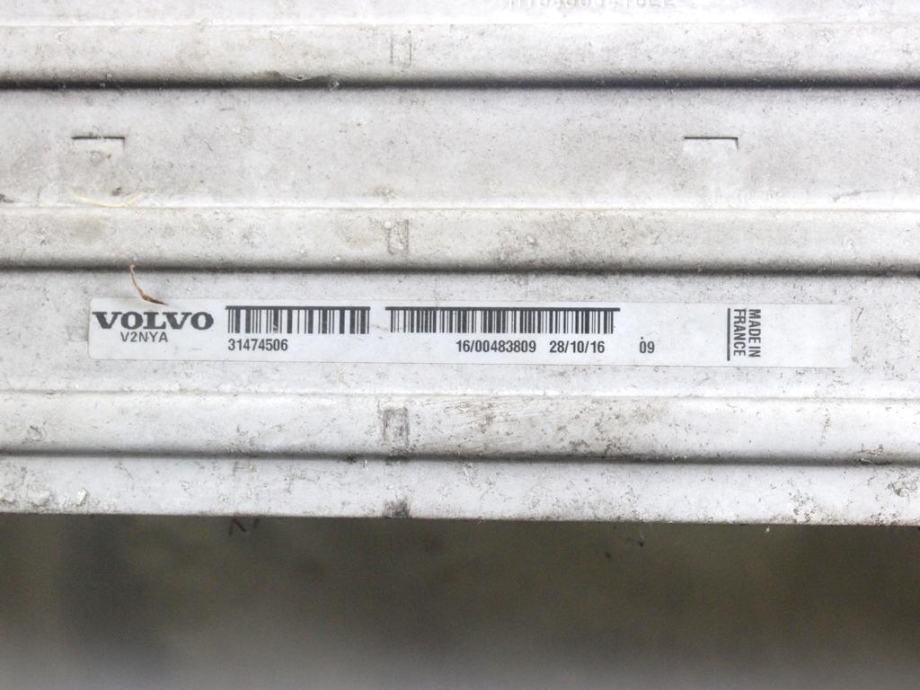 VOLVO
V2NYA
31474506
16/00483809 28/10/16 09
MADE IN
FRANCE